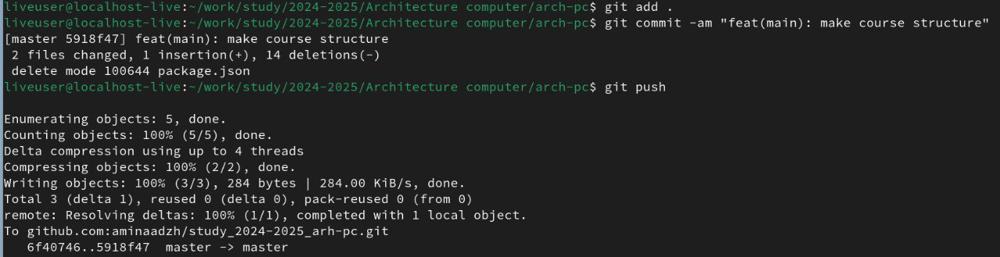 liveuser@localhost-live:~/work/study/2024-2025/Architecture computer/arch-pc$ git add .
liveuser@localhost-live:~/work/study/2024-2025/Architecture computer/arch-pc$ git commit -am "feat(main): make course structure"
[master 5918f47] feat(main): make course structure
 2 files changed, 1 insertion(+), 14 deletions(-)
 delete mode 100644 package.json
liveuser@localhost-live:~/work/study/2024-2025/Architecture computer/arch-pc$ git push
Enumerating objects: 5, done.
Counting objects: 100% (5/5), done.
Delta compression using up to 4 threads
Compressing objects: 100% (2/2), done.
Writing objects: 100% (3/3), 284 bytes | 284.00 KiB/s, done.
Total 3 (delta 1), reused 0 (delta 0), pack-reused 0 (from 0)
remote: Resolving deltas: 100% (1/1), completed with 1 local object.
To github.com:aminaadzh/study_2024-2025_arh-pc.git
   6f40746..5918f47  master -> master